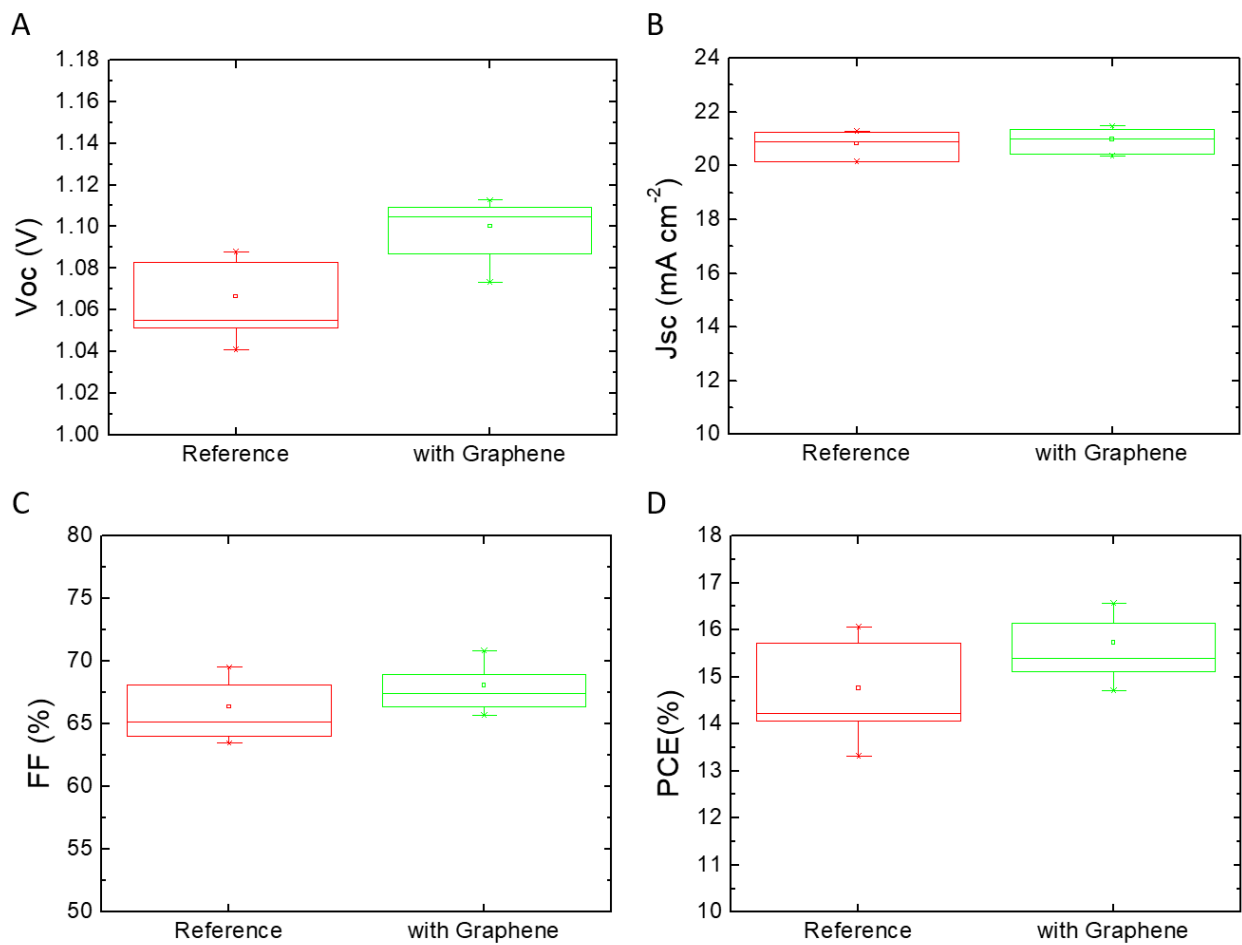 A
1.18
1.16
1.14
1.12
1.10
1.08
1.06
1.04
1.02
1.00
Voc (V)
Reference
with Graphene
B
24
22
20
18
16
14
12
10
Jsc (mA cm⁻²)
Reference
with Graphene
C
80
75
70
65
60
55
50
FF (%)
Reference
with Graphene
D
18
17
16
15
14
13
12
11
10
PCE(%)
Reference
with Graphene